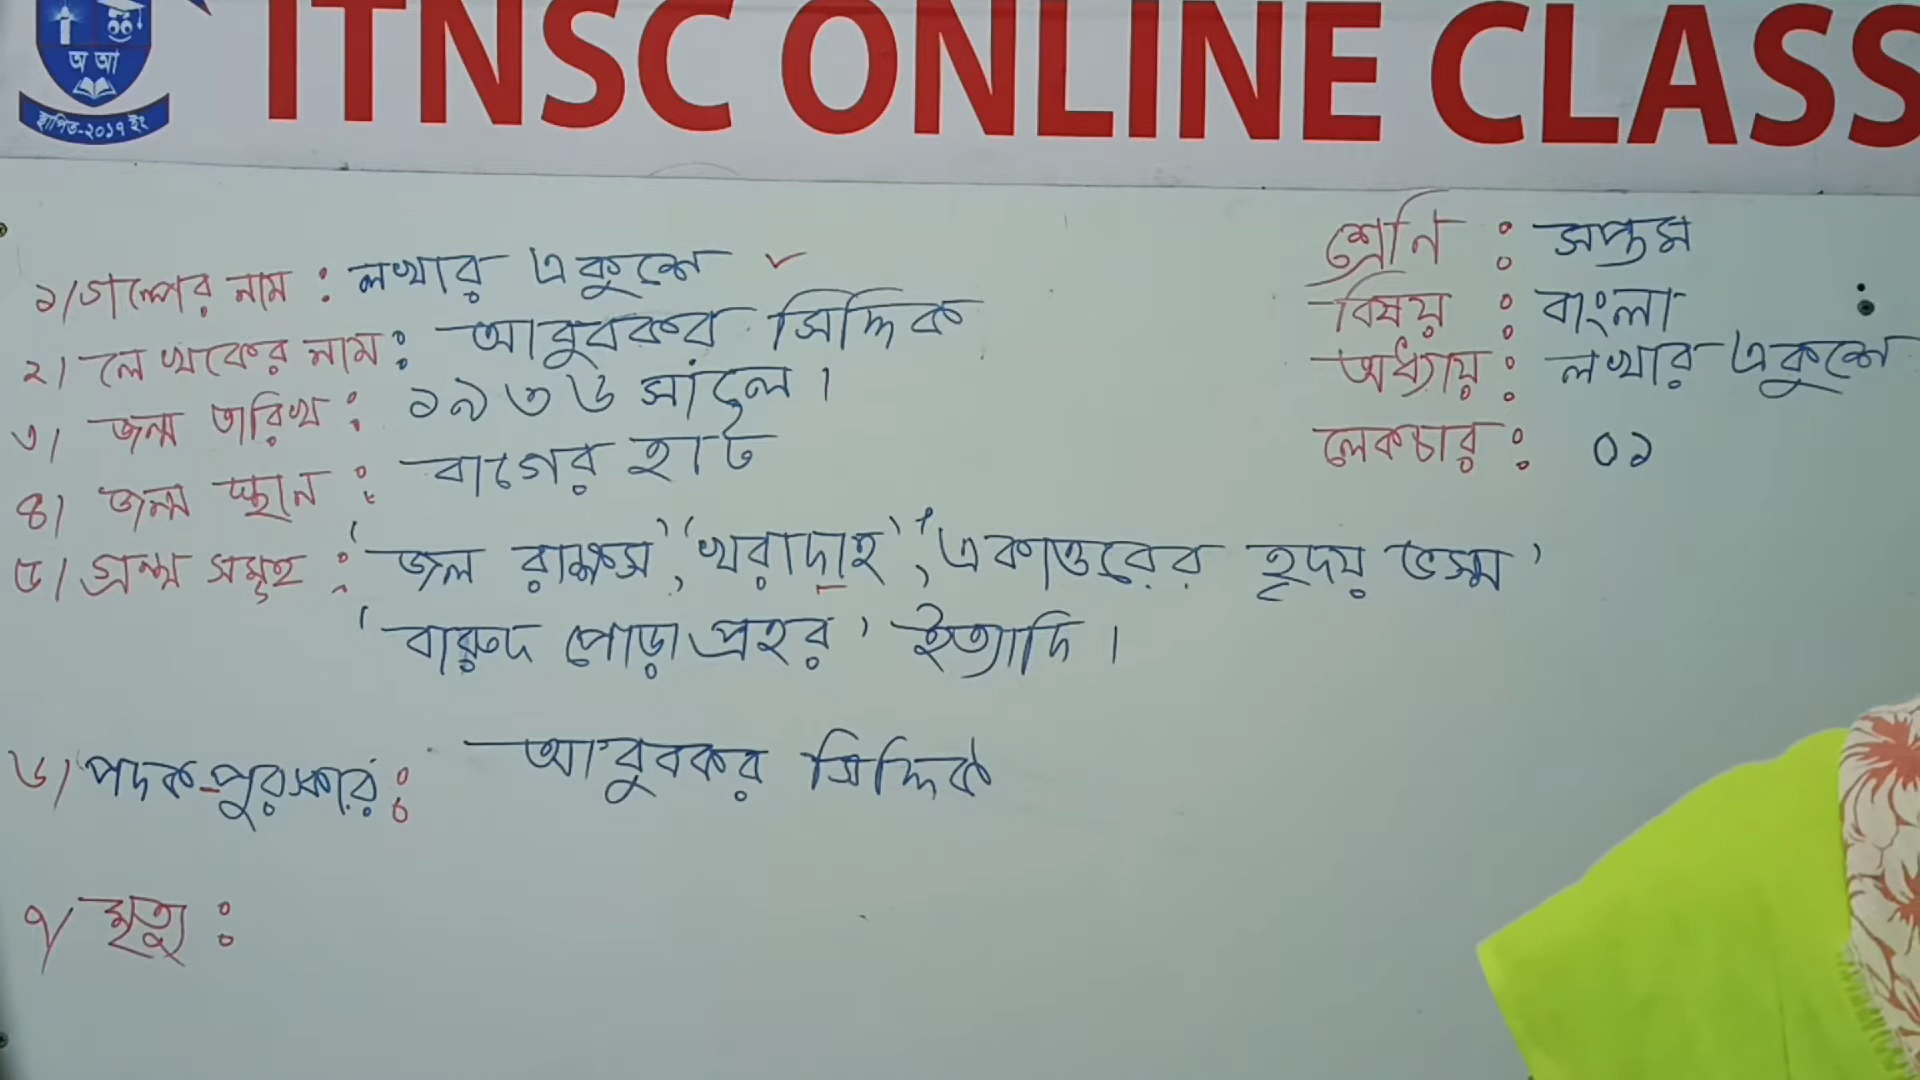 ITNSC ONLINE CLASS
অ আ
স্থাপিত-২০১৭ ইং
শ্রেনি : সপ্তম
বিষয় : বাংলা
অধ্যায় : লখার একুশে
লেকচার : ০১
১/গল্পের নাম : লখার একুশে
২/ লেখকের নাম : আবুবকর সিদ্দিক
৩/ জন্ম তারিখ : ১৯৩৬ সালে।
৪/ জন্ম স্থান : বাগের হাট
৫/ গ্রন্থ সমূহ : 'জল রাক্ষস', 'খরাদাহ', 'একাত্তরের হৃদয় ভস্ম'
'বারুদ পোড়া প্রহর' ইত্যাদি।
৬/ পদক-পুরস্কার : আবুবকর সিদ্দিক
৭/ মৃত্যু :